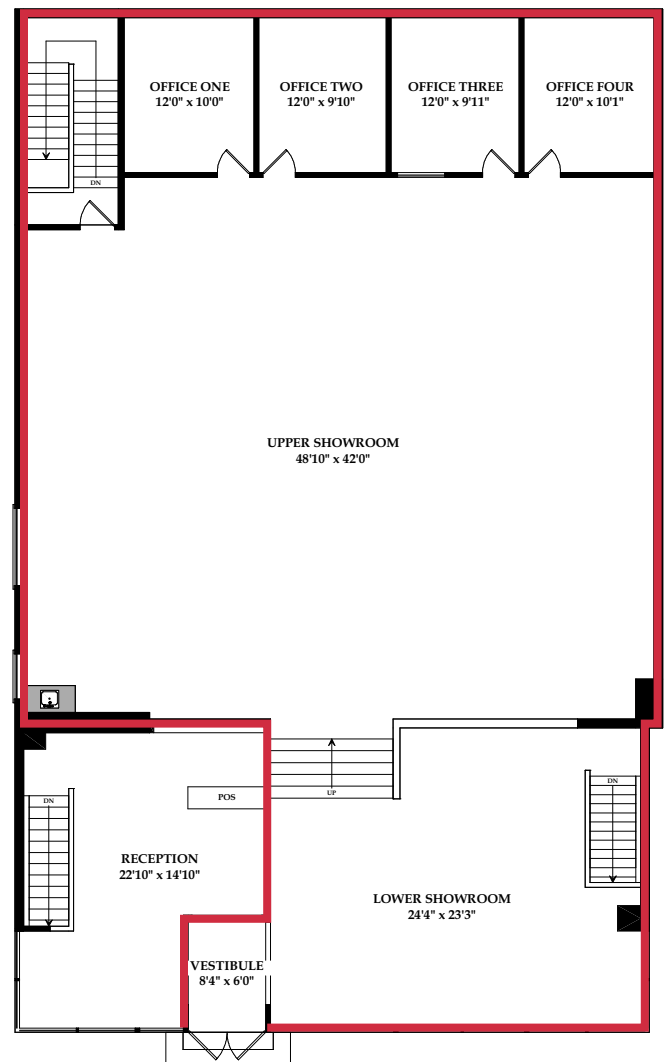 OFFICE ONE
12'0" x 10'0"
OFFICE TWO
12'0" x 9'10"
OFFICE THREE
12'0" x 9'11"
OFFICE FOUR
12'0" x 10'1"
DN
UPPER SHOWROOM
48'10" x 42'0"
UP
DN
DN
POS
RECEPTION
22'10" x 14'10"
LOWER SHOWROOM
24'4" x 23'3"
VESTIBULE
8'4" x 6'0"